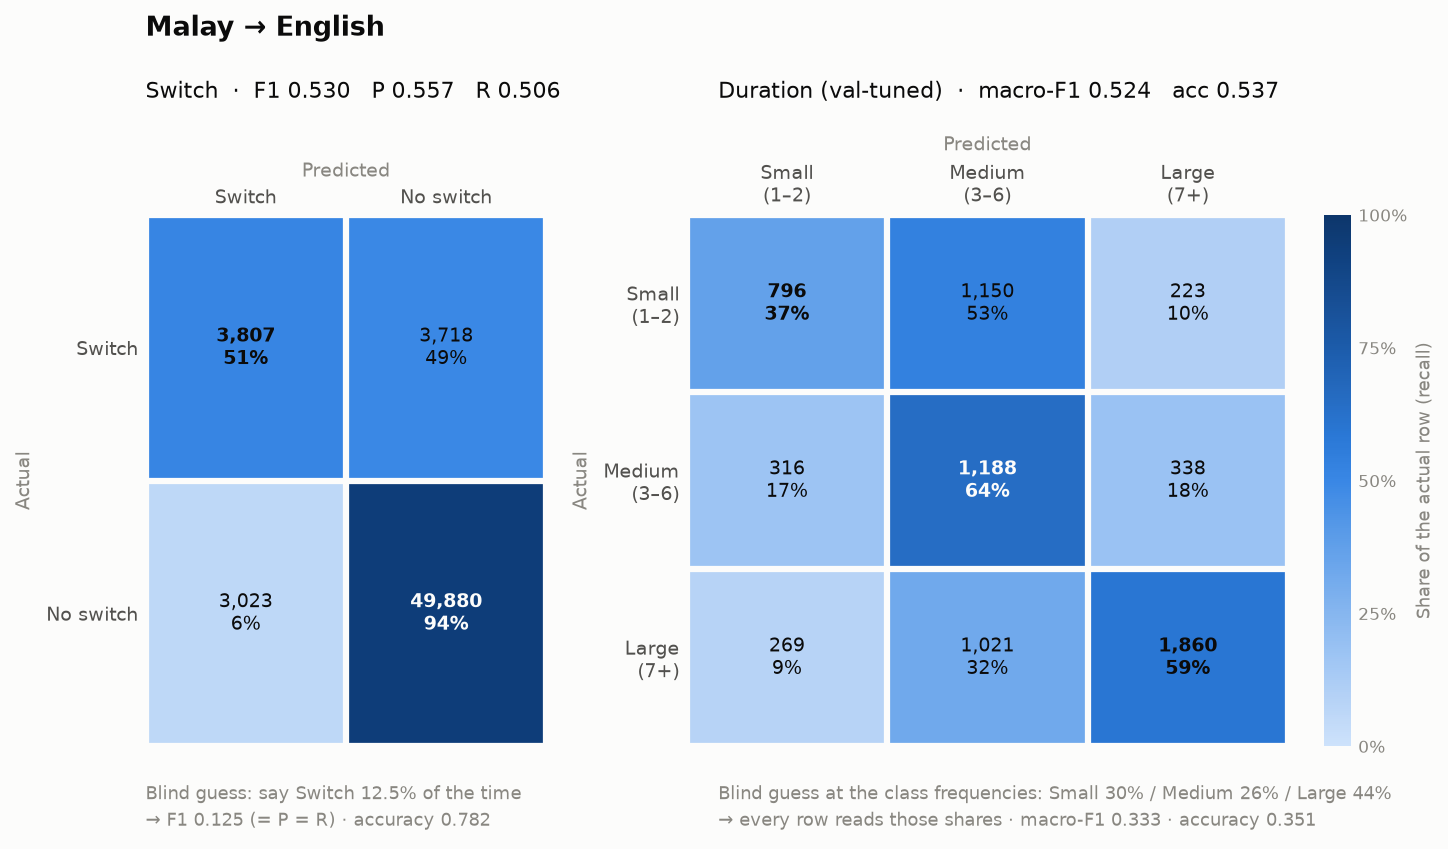 Malay → English
Switch · F1 0.530 P 0.557 R 0.506
Predicted
Switch No switch
Actual
Switch
3,807 3,718
51% 49%
No switch
3,023 49,880
6% 94%
Blind guess: say Switch 12.5% of the time
→ F1 0.125 (= P = R) · accuracy 0.782
Duration (val-tuned) · macro-F1 0.524 acc 0.537
Predicted
Small Medium Large
(1–2) (3–6) (7+)
Actual
Small
(1–2)
796 1,150 223
37% 53% 10%
Medium
(3–6)
316 1,188 338
17% 64% 18%
Large
(7+)
269 1,021 1,860
9% 32% 59%
Blind guess at the class frequencies: Small 30% / Medium 26% / Large 44%
→ every row reads those shares · macro-F1 0.333 · accuracy 0.351
100%
75%
50%
25%
0%
Share of the actual row (recall)